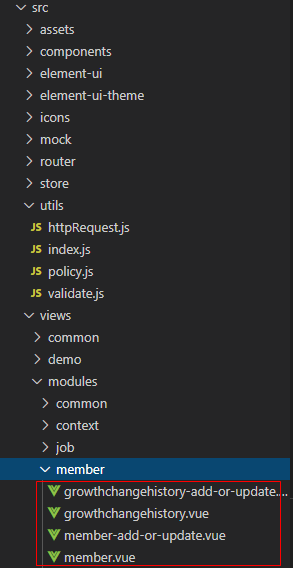 src
assets
components
element-ui
element-ui-theme
icons
mock
router
store
utils
JS httpRequest.js
JS index.js
JS policy.js
JS validate.js
views
common
demo
modules
common
context
job
member
growthchangehistory-add-or-update....
growthchangehistory.vue
member-add-or-update.vue
member.vue